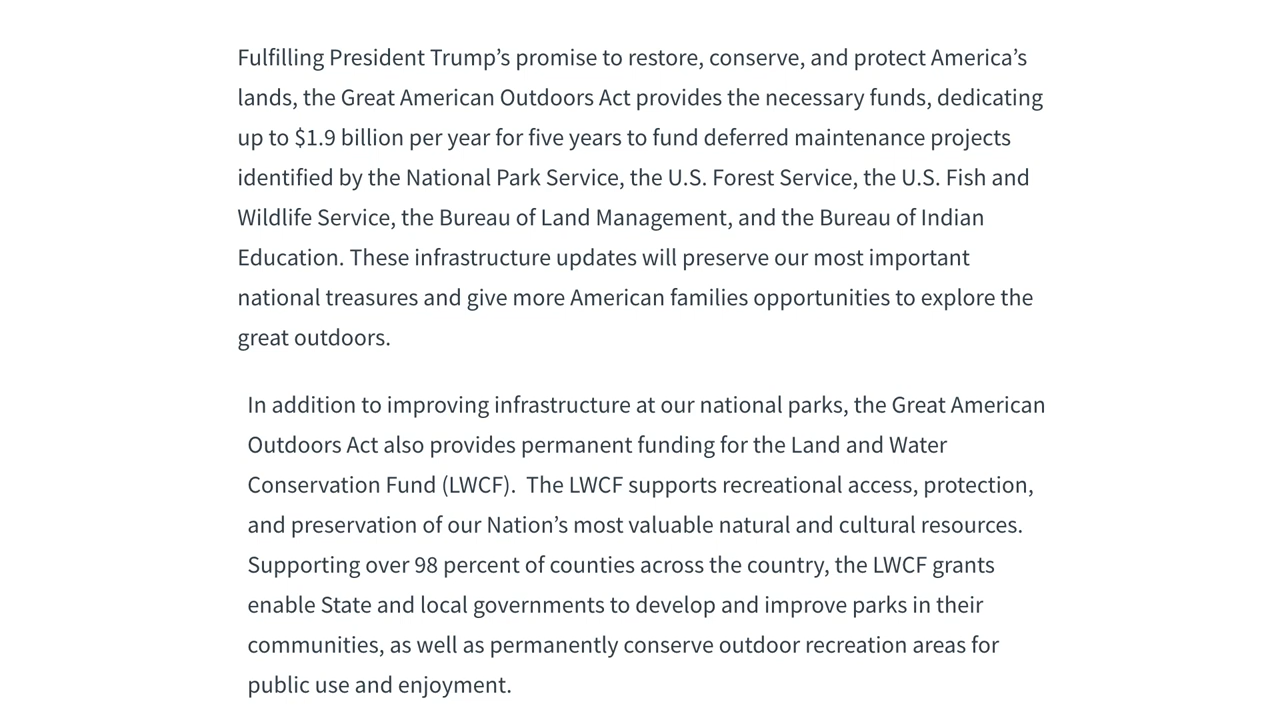 Fulfilling President Trump’s promise to restore, conserve, and protect America’s
lands, the Great American Outdoors Act provides the necessary funds, dedicating
up to $1.9 billion per year for five years to fund deferred maintenance projects
identified by the National Park Service, the U.S. Forest Service, the U.S. Fish and
Wildlife Service, the Bureau of Land Management, and the Bureau of Indian
Education. These infrastructure updates will preserve our most important
national treasures and give more American families opportunities to explore the
great outdoors.
In addition to improving infrastructure at our national parks, the Great American
Outdoors Act also provides permanent funding for the Land and Water
Conservation Fund (LWCF).  The LWCF supports recreational access, protection,
and preservation of our Nation’s most valuable natural and cultural resources.
Supporting over 98 percent of counties across the country, the LWCF grants
enable State and local governments to develop and improve parks in their
communities, as well as permanently conserve outdoor recreation areas for
public use and enjoyment.